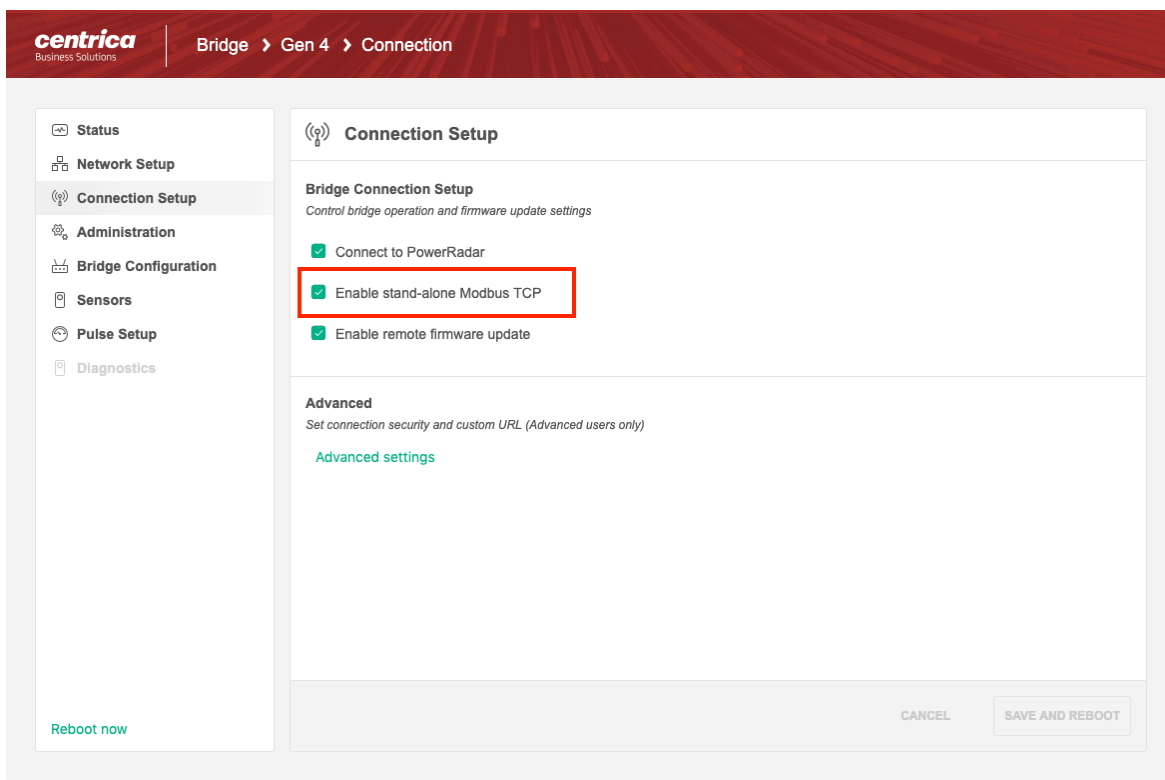 centrica
Business Solutions
Bridge > Gen 4 > Connection
Status
Network Setup
Connection Setup
Administration
Bridge Configuration
Sensors
Pulse Setup
Diagnostics
Reboot now
Connection Setup
Bridge Connection Setup
Control bridge operation and firmware update settings
Connect to PowerRadar
Enable stand-alone Modbus TCP
Enable remote firmware update
Advanced
Set connection security and custom URL (Advanced users only)
Advanced settings
CANCEL SAVE AND REBOOT